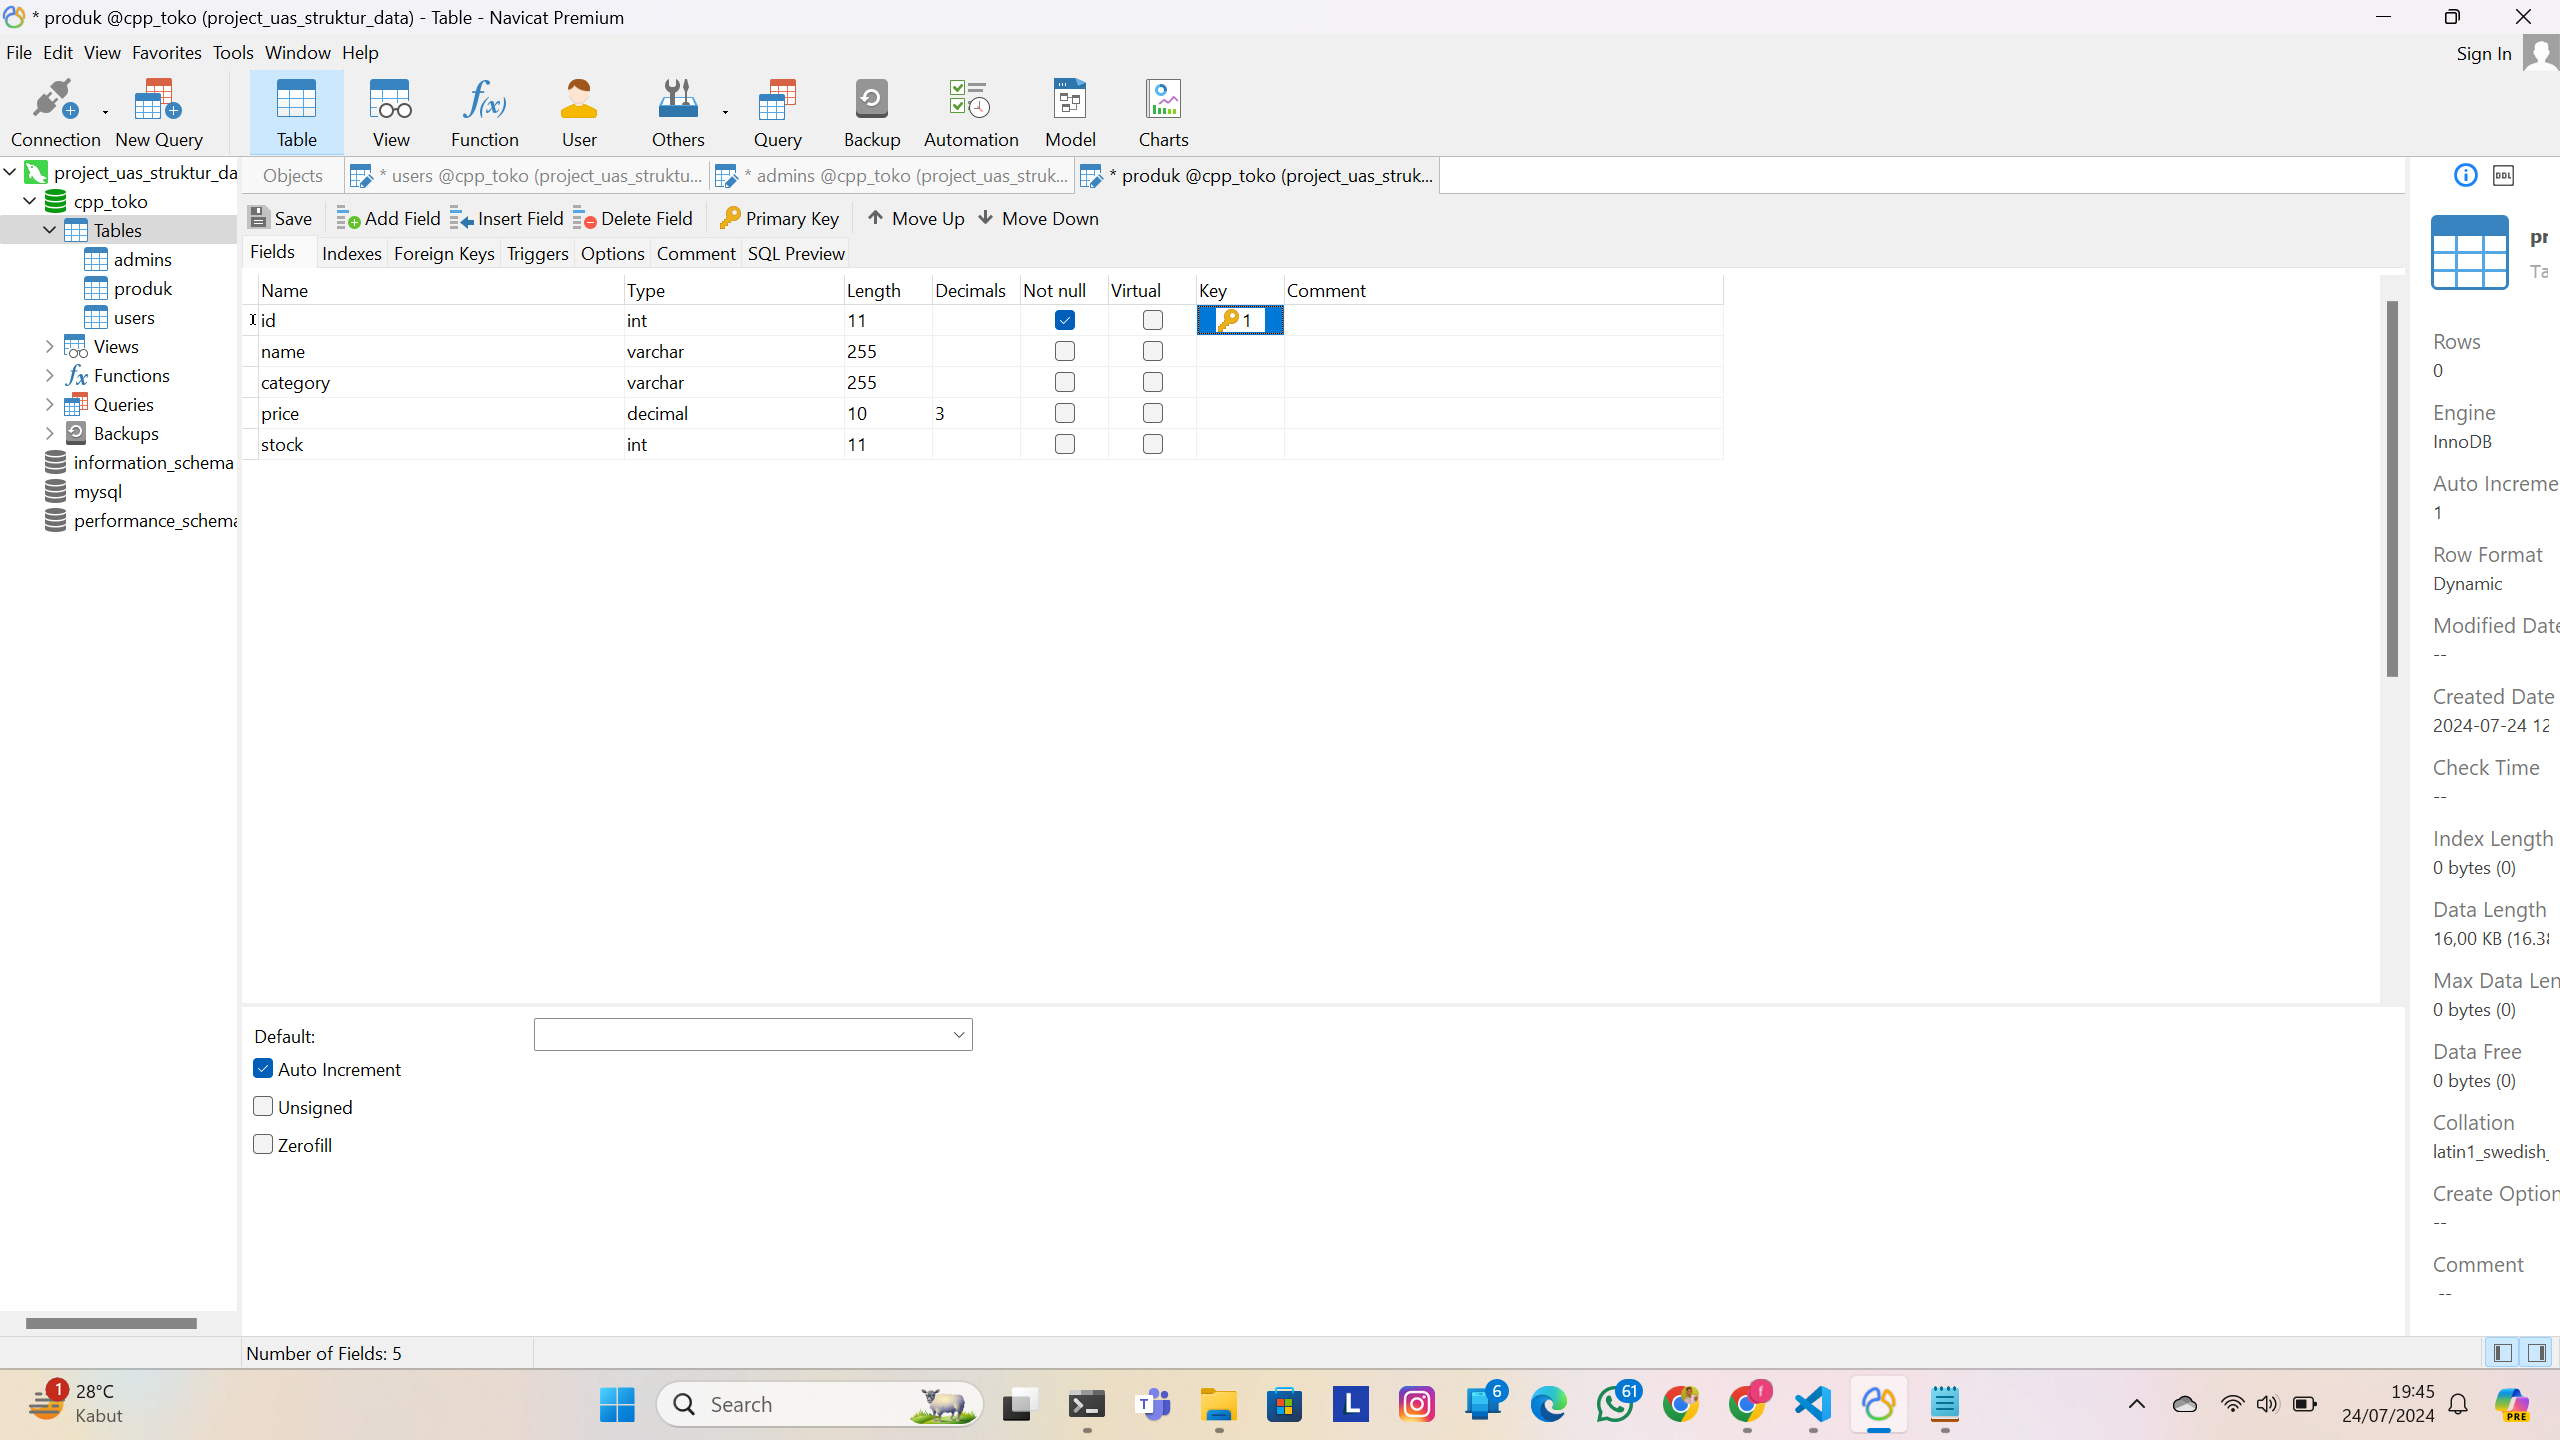 * produk @cpp_toko (project_uas_struktur_data) - Table - Navicat Premium
File Edit View Favorites Tools Window Help
Sign In
Connection New Query Table View Function User Others Query Backup Automation Model Charts
project_uas_struktur_da
cpp_toko
Tables
admins
produk
users
Views
Functions
Queries
Backups
information_schema
mysql
performance_schema
Objects * users @cpp_toko (project_uas_struktu... * admins @cpp_toko (project_uas_struk... * produk @cpp_toko (project_uas_struk...
Save Add Field Insert Field Delete Field Primary Key Move Up Move Down
Fields Indexes Foreign Keys Triggers Options Comment SQL Preview
Name Type Length Decimals Not null Virtual Key Comment
id int 11 1
name varchar 255
category varchar 255
price decimal 10 3
stock int 11
Default:
Auto Increment
Unsigned
Zerofill
Number of Fields: 5
DDL
pr
Ta
Rows
0
Engine
InnoDB
Auto Increme
1
Row Format
Dynamic
Modified Date
--
Created Date
2024-07-24 12
Check Time
--
Index Length
0 bytes (0)
Data Length
16,00 KB (16.38
Max Data Len
0 bytes (0)
Data Free
0 bytes (0)
Collation
latin1_swedish_
Create Option
--
Comment
--
1
28°C
Kabut
Search
T
L
6
61
f
19:45
24/07/2024
PRE